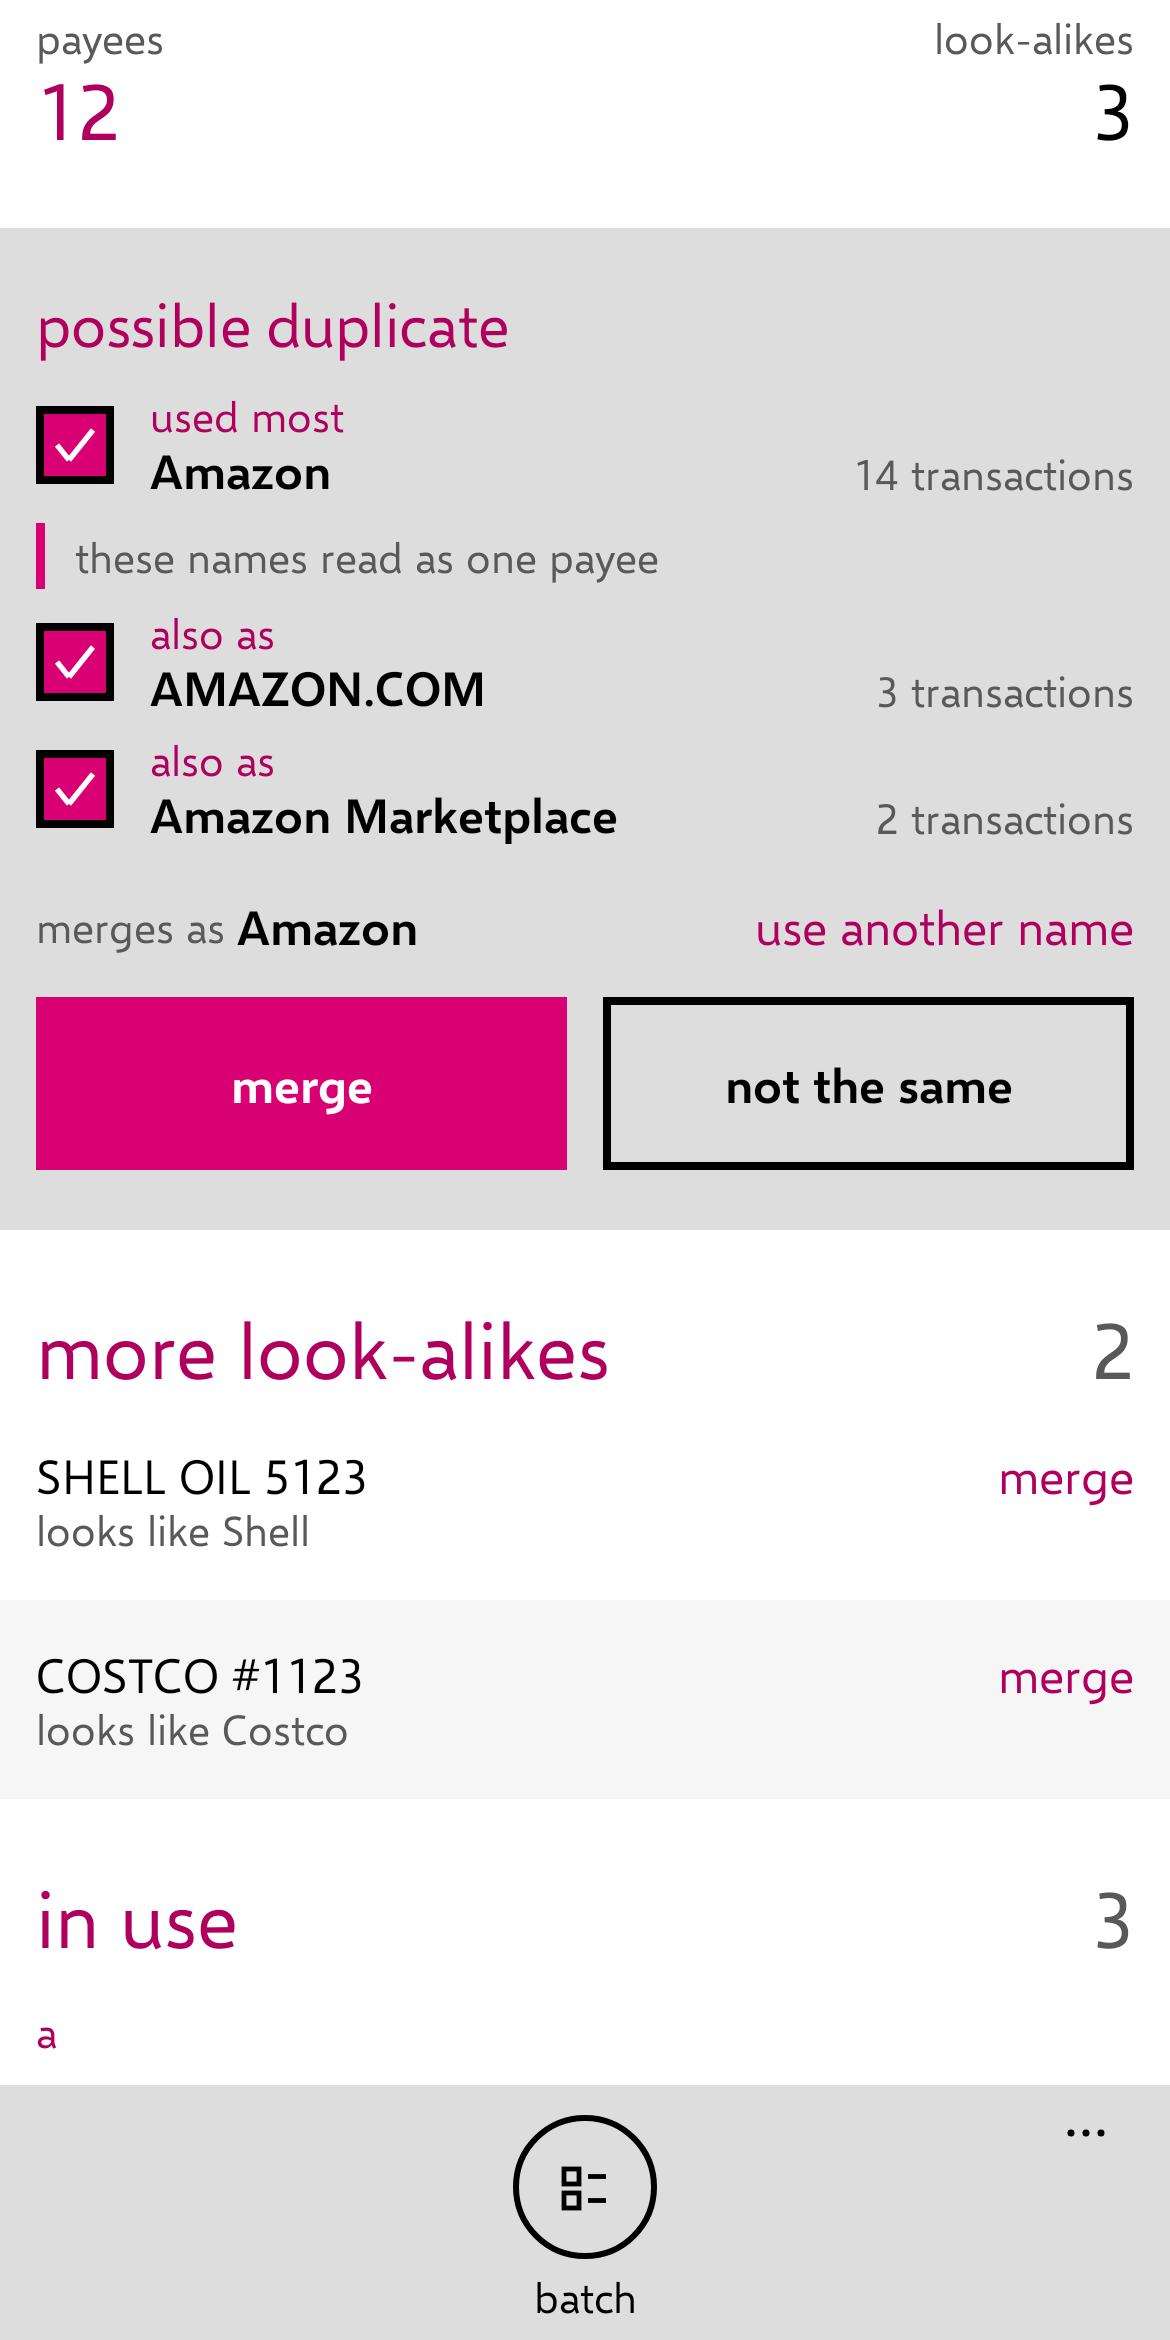 payees
look-alikes
12
3
possible duplicate
used most
Amazon
14 transactions
these names read as one payee
also as
AMAZON.COM
3 transactions
also as
Amazon Marketplace
2 transactions
merges as Amazon
use another name
merge
not the same
more look-alikes
2
SHELL OIL 5123
merge
looks like Shell
COSTCO #1123
merge
looks like Costco
in use
3
a
...
batch